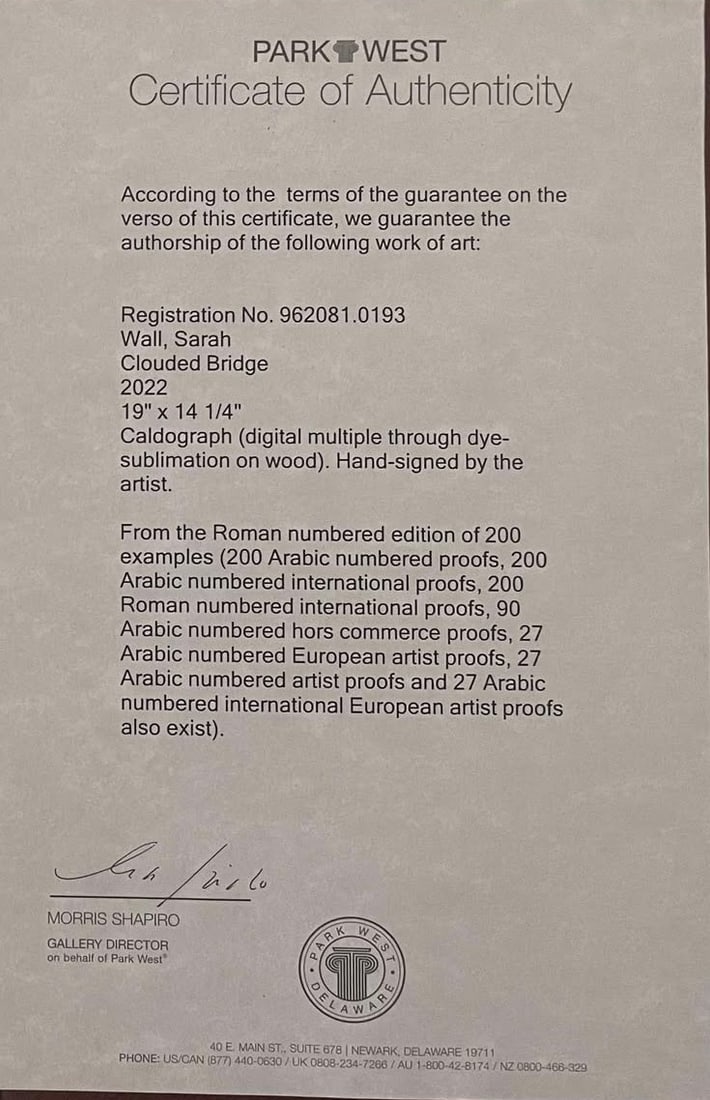 PARK WEST
Certificate of Authenticity
According to the terms of the guarantee on the
verso of this certificate, we guarantee the
authorship of the following work of art:
Registration No. 962081.0193
Wall, Sarah
Clouded Bridge
2022
19" x 14 1/4"
Caldograph (digital multiple through dye-
sublimation on wood). Hand-signed by the
artist.
From the Roman numbered edition of 200
examples (200 Arabic numbered proofs, 200
Arabic numbered international proofs, 200
Roman numbered international proofs, 90
Arabic numbered hors commerce proofs, 27
Arabic numbered European artist proofs, 27
Arabic numbered artist proofs and 27 Arabic
numbered international European artist proofs
also exist).
MORRIS SHAPIRO
GALLERY DIRECTOR
on behalf of Park West®
PARK WEST
DELAWARE
40 E. MAIN ST., SUITE 678 | NEWARK, DELAWARE 19711
PHONE: US/CAN (877) 440-0630 / UK 0808-234-7266 / AU 1-800-42-8174 / NZ 0800-466-329